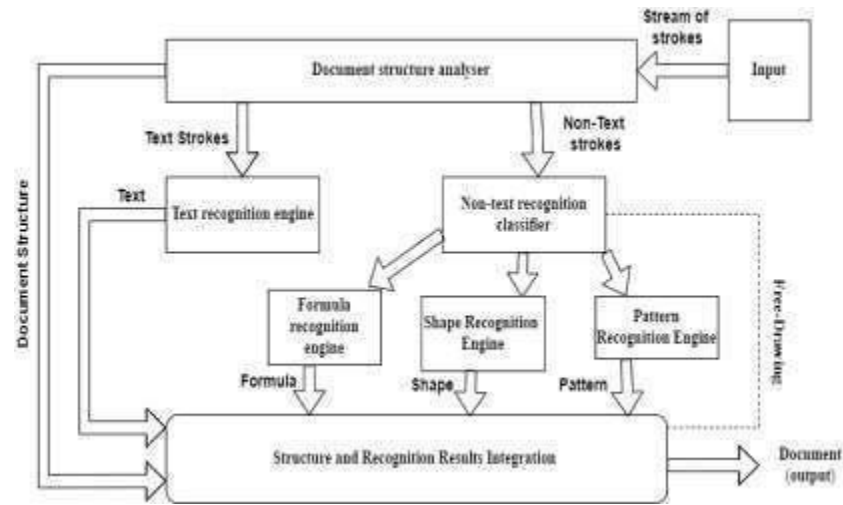 Stream of
strokes
Document structure analyser
Input
Text Strokes
Non-Text
strokes
Text
Text recognition engine
Non-text recognition
classifier
Document Structure
Free-Drawing
Formula
recognition
engine
Shape Recognition
Engine
Pattern
Recognition Engine
Formula
Shape
Pattern
Structure and Recognition Results Integration
Document
(output)